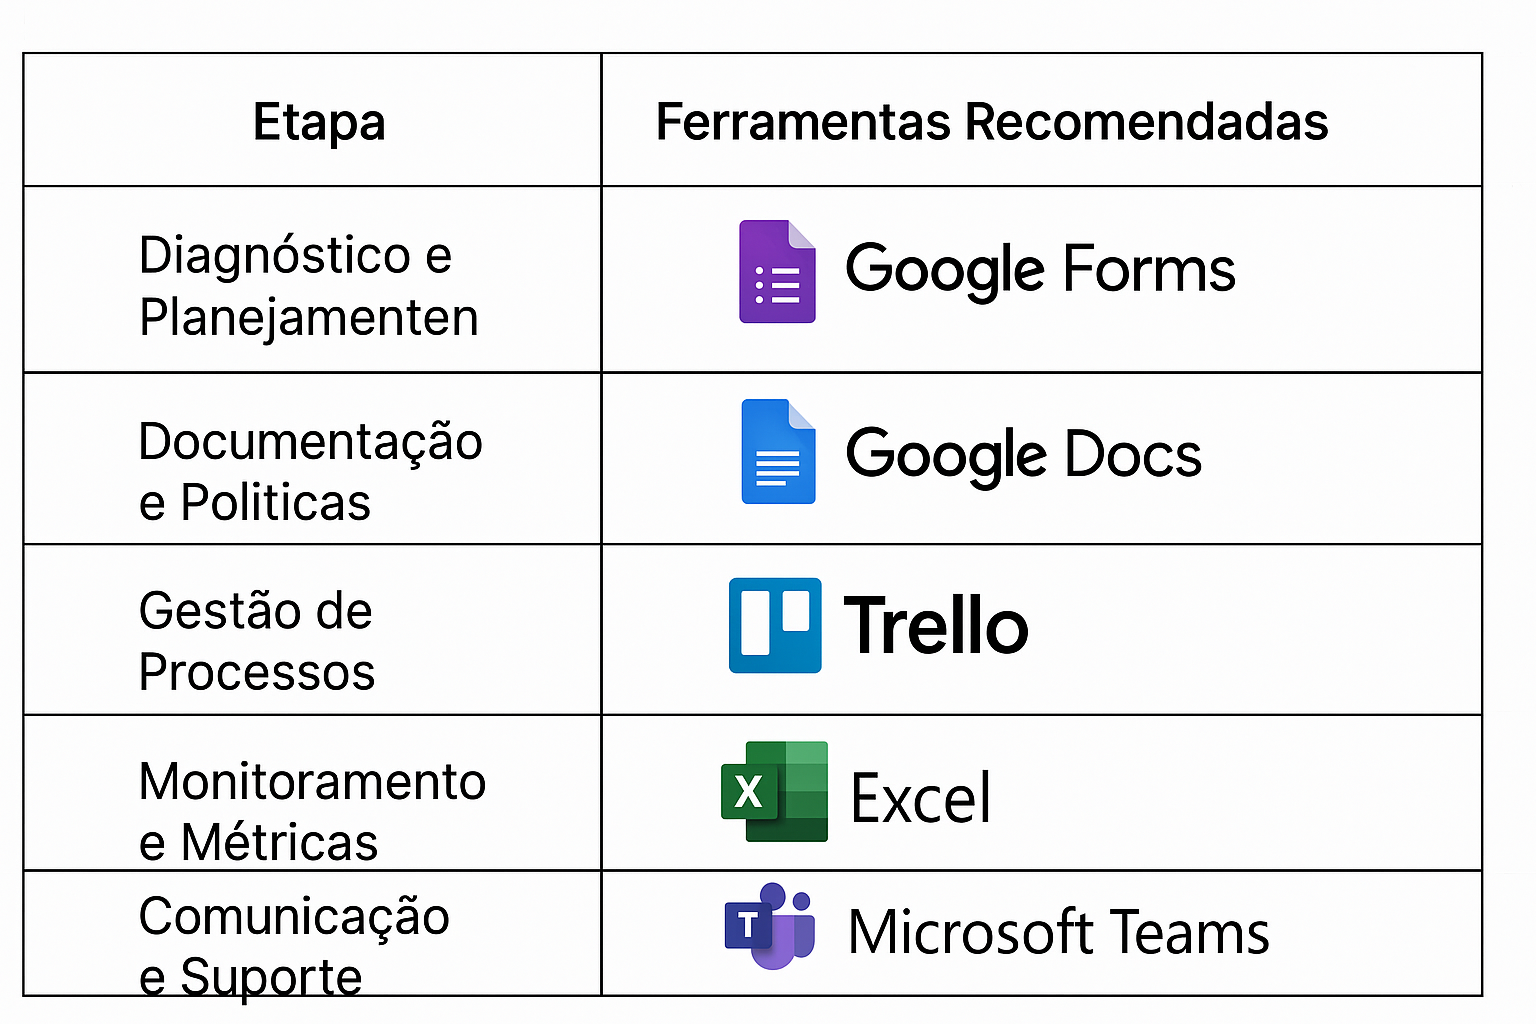 Etapa
Ferramentas Recomendadas
Diagnóstico e
Planejamenten
Google Forms
Documentação
e Politicas
Google Docs
Gestão de
Processos
Trello
Monitoramento
e Métricas
X
Excel
Comunicação
e Suporte
T
Microsoft Teams